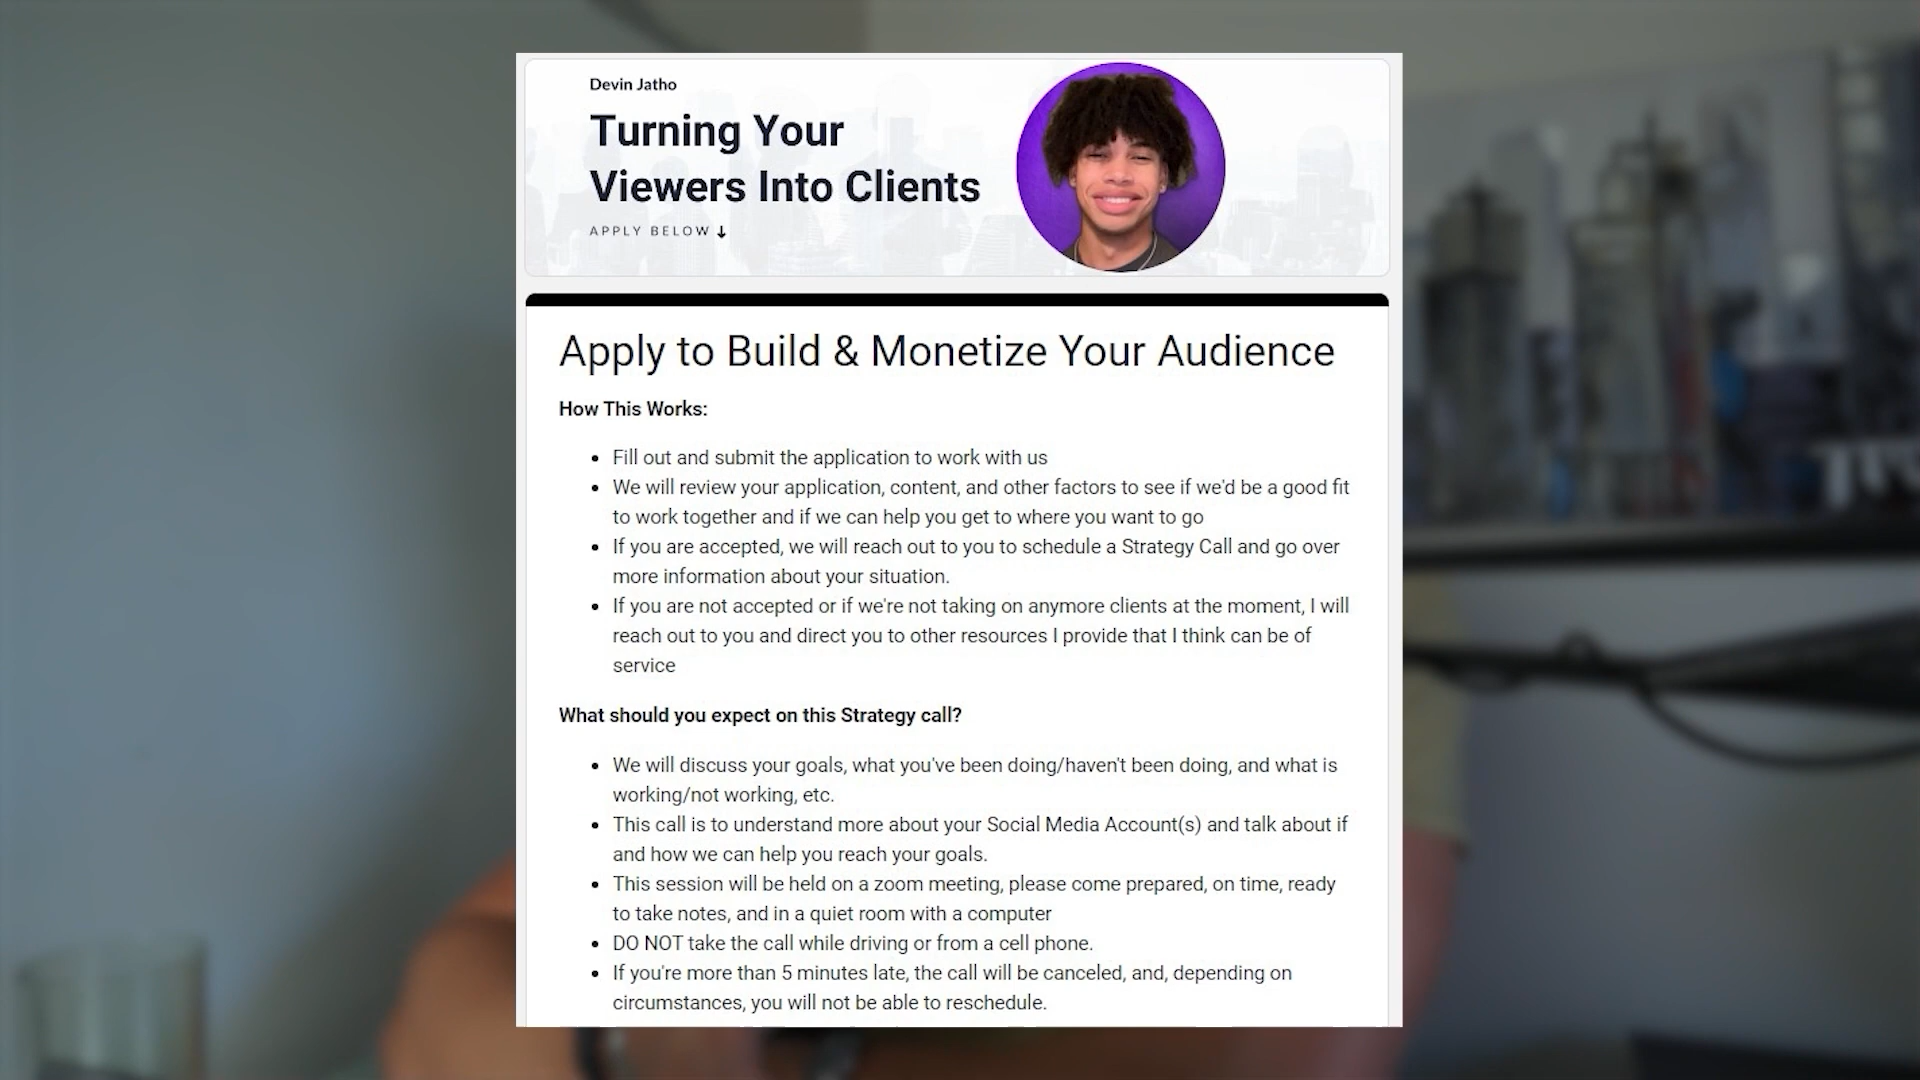 Devin Jatho
Turning Your
Viewers Into Clients
APPLY BELOW ↓
Apply to Build & Monetize Your Audience
How This Works:
• Fill out and submit the application to work with us
• We will review your application, content, and other factors to see if we'd be a good fit
to work together and if we can help you get to where you want to go
• If you are accepted, we will reach out to you to schedule a Strategy Call and go over
more information about your situation.
• If you are not accepted or if we're not taking on anymore clients at the moment, I will
reach out to you and direct you to other resources I provide that I think can be of
service
What should you expect on this Strategy call?
• We will discuss your goals, what you've been doing/haven't been doing, and what is
working/not working, etc.
• This call is to understand more about your Social Media Account(s) and talk about if
and how we can help you reach your goals.
• This session will be held on a zoom meeting, please come prepared, on time, ready
to take notes, and in a quiet room with a computer
• DO NOT take the call while driving or from a cell phone.
• If you're more than 5 minutes late, the call will be canceled, and, depending on
circumstances, you will not be able to reschedule.